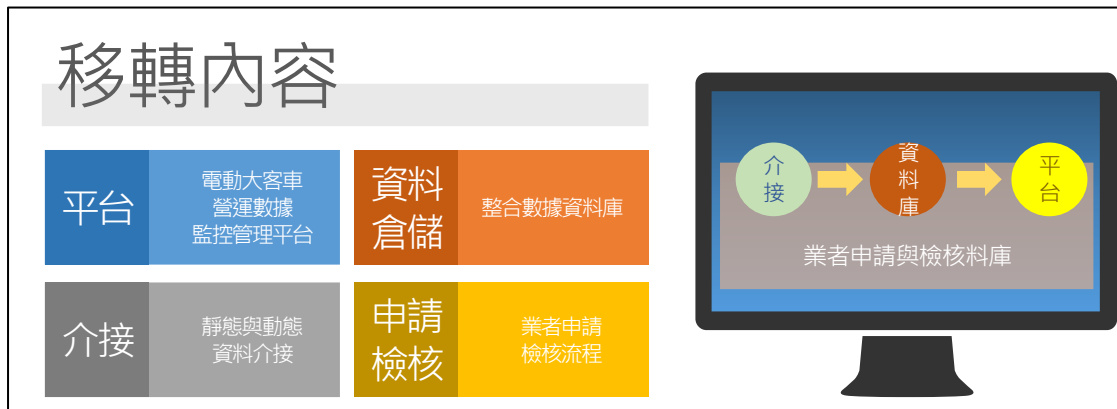 移轉內容
平台
電動大客車
營運數據
監控管理平台
資料
倉儲
整合數據資料庫
介接
靜態與動態
資料介接
申請
檢核
業者申請
檢核流程
介
接
資
料
庫
平
台
業者申請與檢核料庫